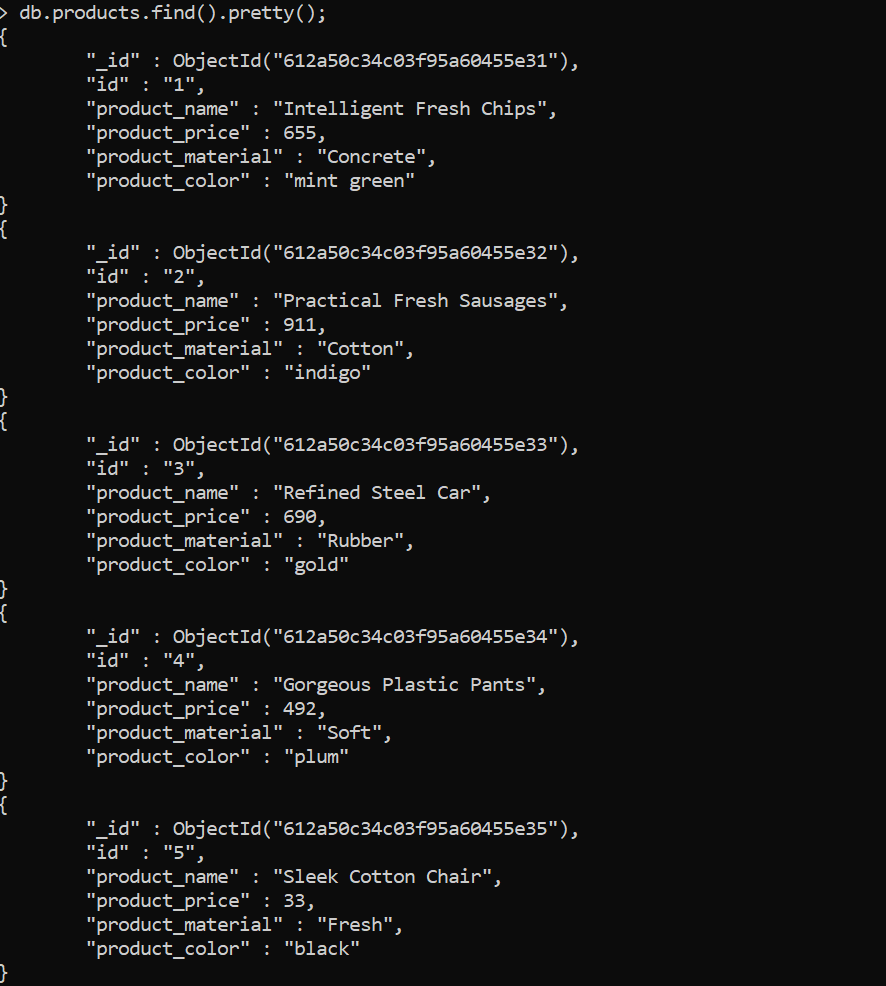 > db.products.find().pretty();
{
"_id" : ObjectId("612a50c34c03f95a60455e31"),
"id" : "1",
"product_name" : "Intelligent Fresh Chips",
"product_price" : 655,
"product_material" : "Concrete",
"product_color" : "mint green"
}
{
"_id" : ObjectId("612a50c34c03f95a60455e32"),
"id" : "2",
"product_name" : "Practical Fresh Sausages",
"product_price" : 911,
"product_material" : "Cotton",
"product_color" : "indigo"
}
{
"_id" : ObjectId("612a50c34c03f95a60455e33"),
"id" : "3",
"product_name" : "Refined Steel Car",
"product_price" : 690,
"product_material" : "Rubber",
"product_color" : "gold"
}
{
"_id" : ObjectId("612a50c34c03f95a60455e34"),
"id" : "4",
"product_name" : "Gorgeous Plastic Pants",
"product_price" : 492,
"product_material" : "Soft",
"product_color" : "plum"
}
{
"_id" : ObjectId("612a50c34c03f95a60455e35"),
"id" : "5",
"product_name" : "Sleek Cotton Chair",
"product_price" : 33,
"product_material" : "Fresh",
"product_color" : "black"
}